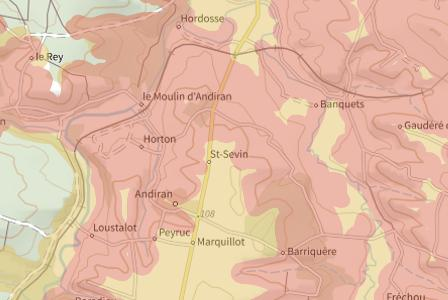 Hordosse
le Rey
le Moulin d'Andiran
Banquets
Gaudéré
Horton
St-Sevin
Andiran
108
Loustalot
Peyruc
Marquillot
Barriquère
Fréchou